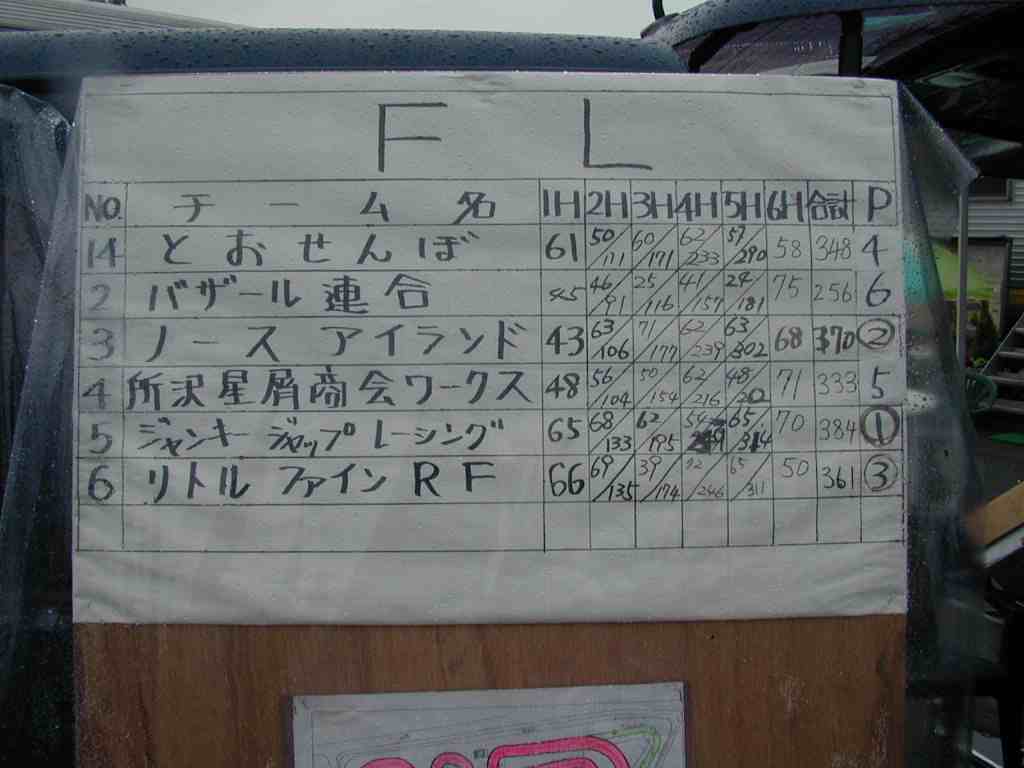 F L
NO. チーム名 1H 2H 3H 4H 5H 6H 合計 P
14 とおせんぼ 61 50/111 60/171 62/233 57/290 58 348 4
2 バザール連合 45 46/91 25/116 41/157 24/181 75 256 6
3 ノースアイランド 43 63/106 71/177 62/239 63/302 68 370 ②
4 所沢星屑商会ワークス 48 56/104 50/154 62/216 48/ 71 333 5
5 ジャンキージャップレーシング 65 68/133 62/195 54/249 65/314 70 384 ①
6 リトルファインRF 66 69/135 39/174 /246 65/311 50 361 ③